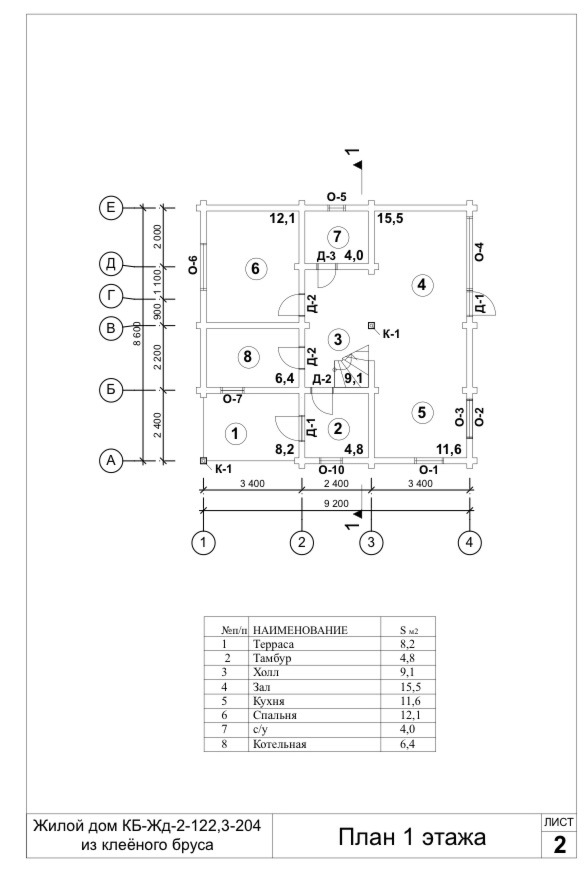 1
О-5
Е
12,1
15,5
7
2 000
О-6
О-4
Д
Д-3
4,0
6
4
1 100
Г
Д-2
Д-1
900
В
8 600
К-1
3
Д-2
8
2 200
6,4
Д-2
9,1
Б
О-7
5
О-3
О-2
2 400
1
Д-1
2
8,2
4,8
11,6
А
К-1
О-10
О-1
3 400
2 400
3 400
9 200
1
1
2
3
4
№п/п НАИМЕНОВАНИЕ S м2
1 Терраса 8,2
2 Тамбур 4,8
3 Холл 9,1
4 Зал 15,5
5 Кухня 11,6
6 Спальня 12,1
7 с/у 4,0
8 Котельная 6,4
Жилой дом КБ-Жд-2-122,3-204
из клеёного бруса
План 1 этажа
ЛИСТ
2